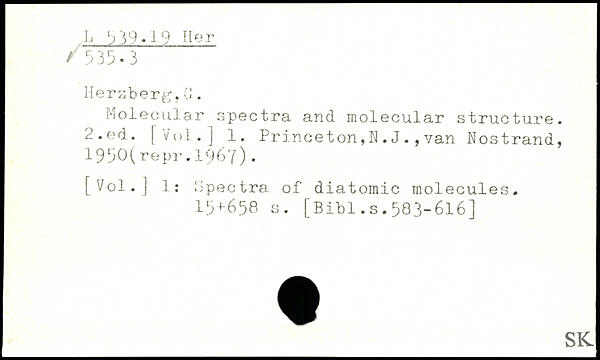 L 539.19 Her
535.3
Herzberg,G.
Molecular spectra and molecular structure.
2.ed. [Vol.] 1. Princeton,N.J.,van Nostrand,
1950(repr.1967).
[Vol.] 1: Spectra of diatomic molecules.
15+658 s. [Bibl.s.583-616]
SK